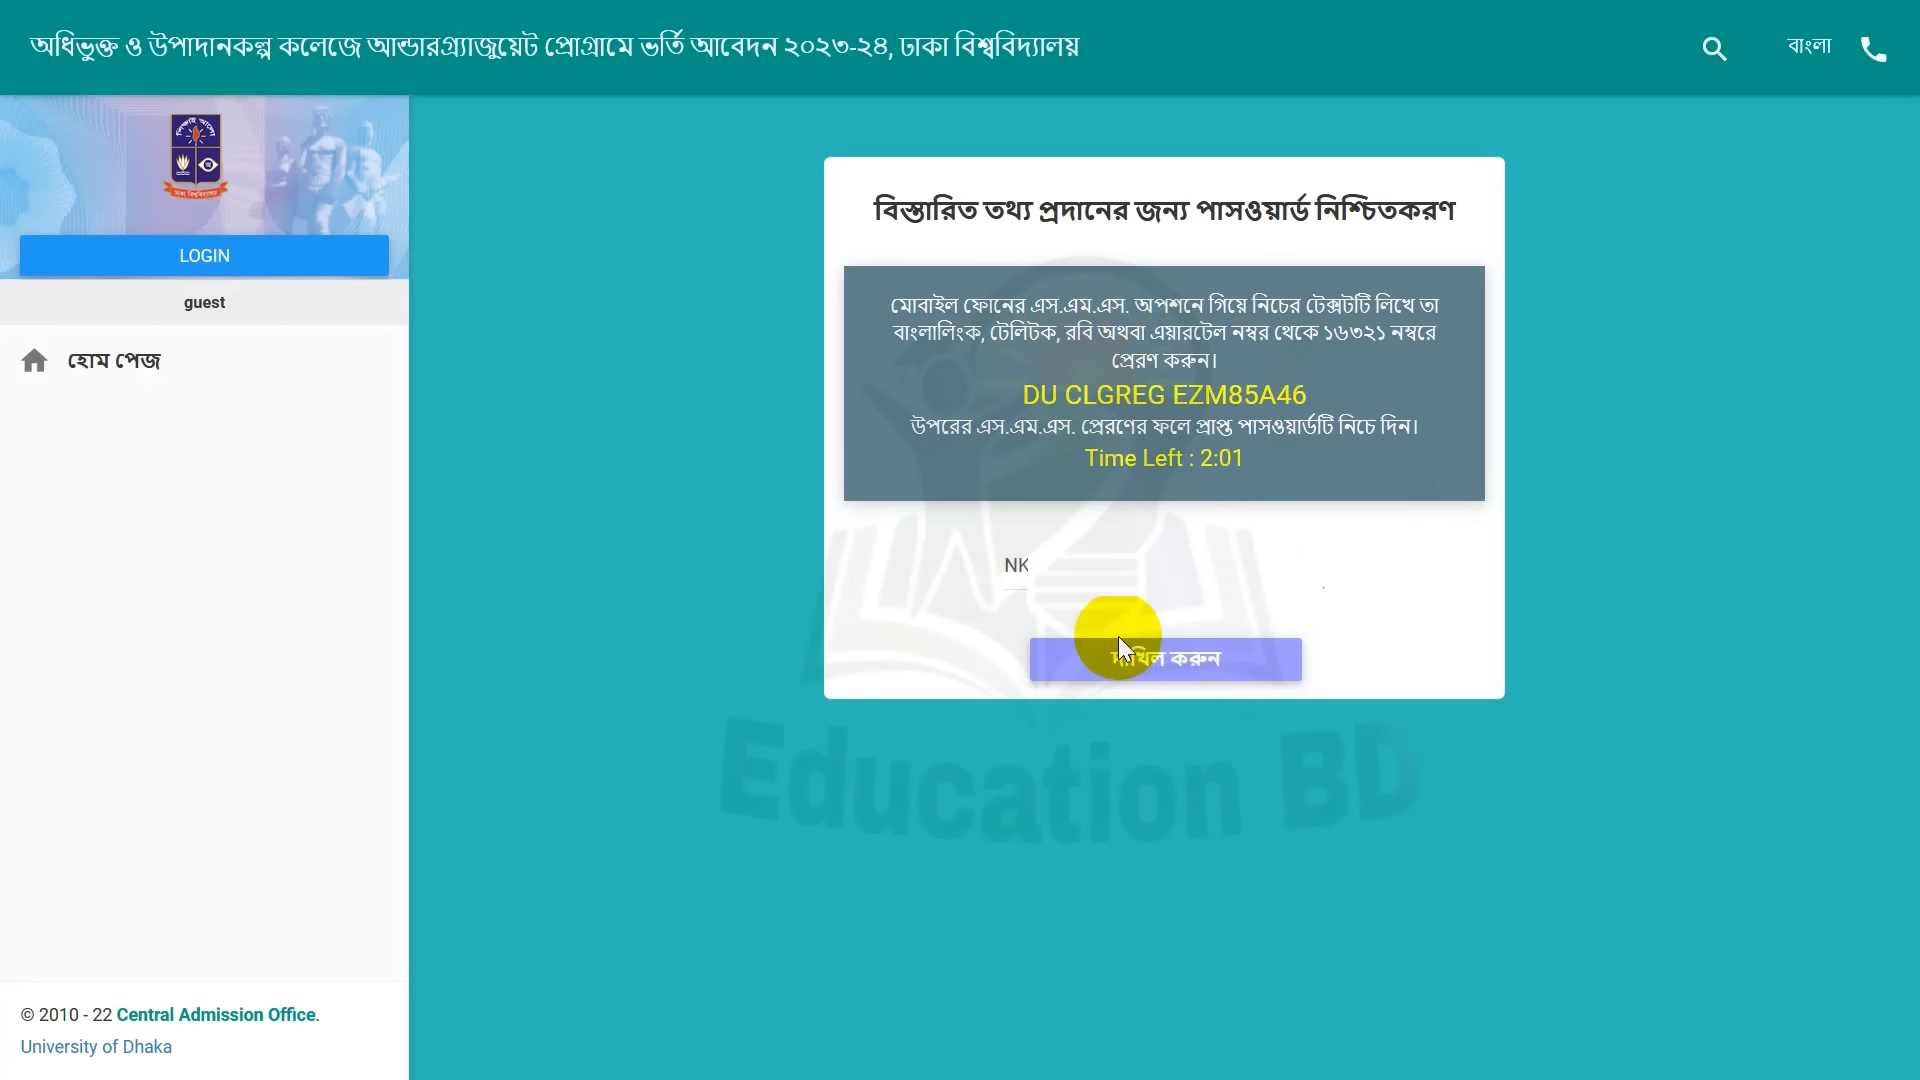 অধিভুক্ত ও উপাদানকল্প কলেজে আন্ডারগ্র্যাজুয়েট প্রোগ্রামে ভর্তি আবেদন ২০২৩-২৪, ঢাকা বিশ্ববিদ্যালয়
বাংলা
LOGIN
guest
হোম পেজ
বিস্তারিত তথ্য প্রদানের জন্য পাসওয়ার্ড নিশ্চিতকরণ
মোবাইল ফোনের এস.এম.এস. অপশনে গিয়ে নিচের টেক্সটটি লিখে তা
বাংলালিংক, টেলিটক, রবি অথবা এয়ারটেল নম্বর থেকে ১৬৩২১ নম্বরে
প্রেরণ করুন।
DU CLGREG EZM85A46
উপরের এস.এম.এস. প্রেরণের ফলে প্রাপ্ত পাসওয়ার্ডটি নিচে দিন।
Time Left : 2:01
NK
দাখিল করুন
Education BD
© 2010 - 22 Central Admission Office.
University of Dhaka